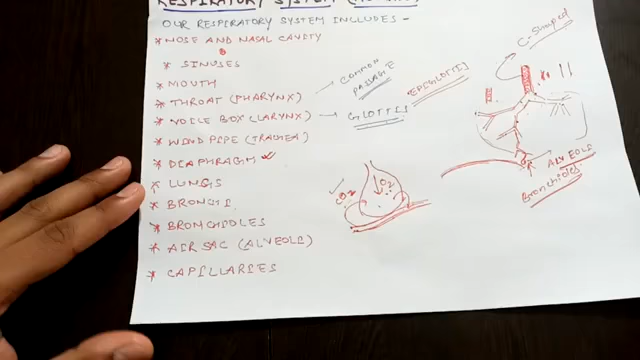 RESPIRATORY SYSTEM
OUR RESPIRATORY SYSTEM INCLUDES -
* NOSE AND NASAL CAVITY
* SINUSES
* MOUTH
* THROAT (PHARYNX)
* VOICE BOX (LARYNX)
* WIND PIPE (TRACHEA)
* DIAPHRAGM
* LUNGS
* BRONCHI
* BRONCHIOLES
* AIR SAC (ALVEOLI)
* CAPILLARIES
COMMON PASSAGE
GLOTTIS
EPIGLOTTIS
C-Shaped
ALVEOLI
Bronchioles
CO2
O2